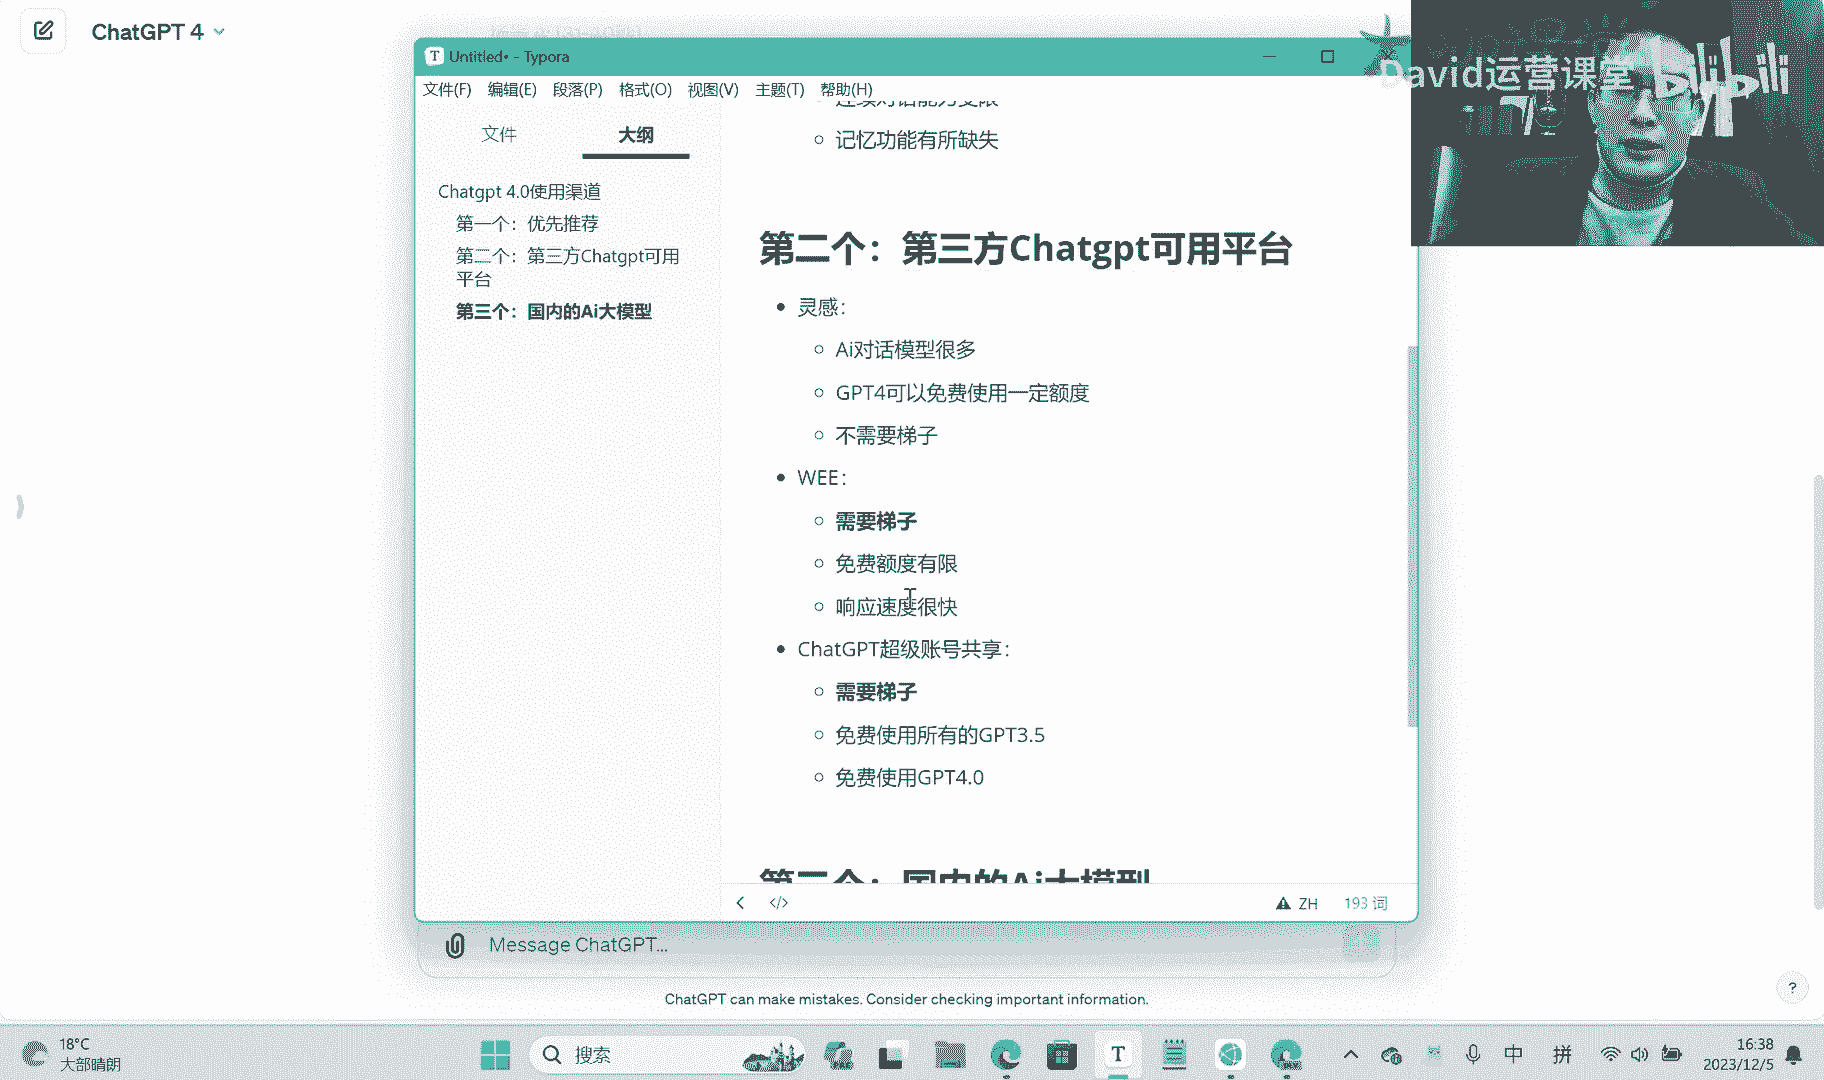 ChatGPT 4
Untitled• - Typora
David运营课堂 bilibili
文件(F) 编辑(E) 段落(P) 格式(O) 视图(V) 主题(T) 帮助(H)
文件 大纲
Chatgpt 4.0使用渠道
第一个：优先推荐
第二个：第三方Chatgpt可用
平台
第三个：国内的Ai大模型
连续对话能力受限
记忆功能有所缺失
第二个：第三方Chatgpt可用平台
灵感：
Ai对话模型很多
GPT4可以免费使用一定额度
不需要梯子
WEE：
需要梯子
免费额度有限
响应速度很快
ChatGPT超级账号共享：
需要梯子
免费使用所有的GPT3.5
免费使用GPT4.0
第三个：国内的Ai大模型
ZH 193 词
Message ChatGPT...
ChatGPT can make mistakes. Consider checking important information.
?
18°C
大部晴朗
搜索
中 拼
16:38
2023/12/5